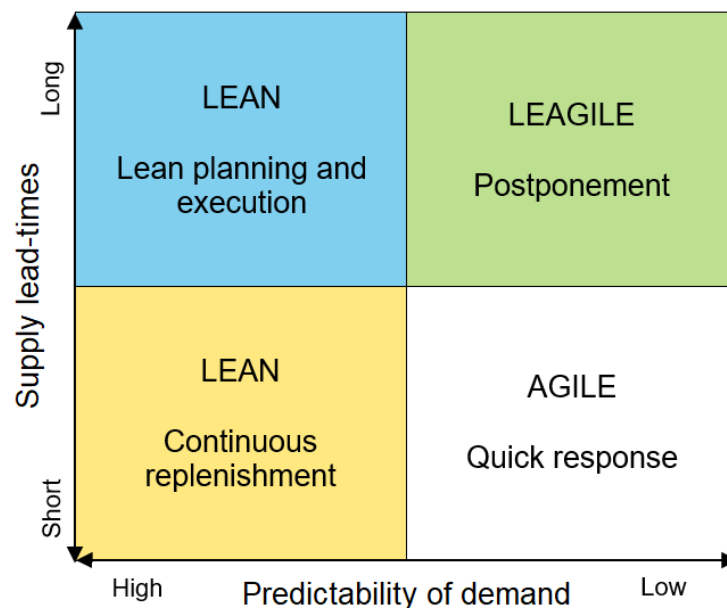 Long
Supply lead-times
Short
LEAN
Lean planning and
execution
LEAGILE
Postponement
LEAN
Continuous
replenishment
AGILE
Quick response
High
Predictability of demand
Low